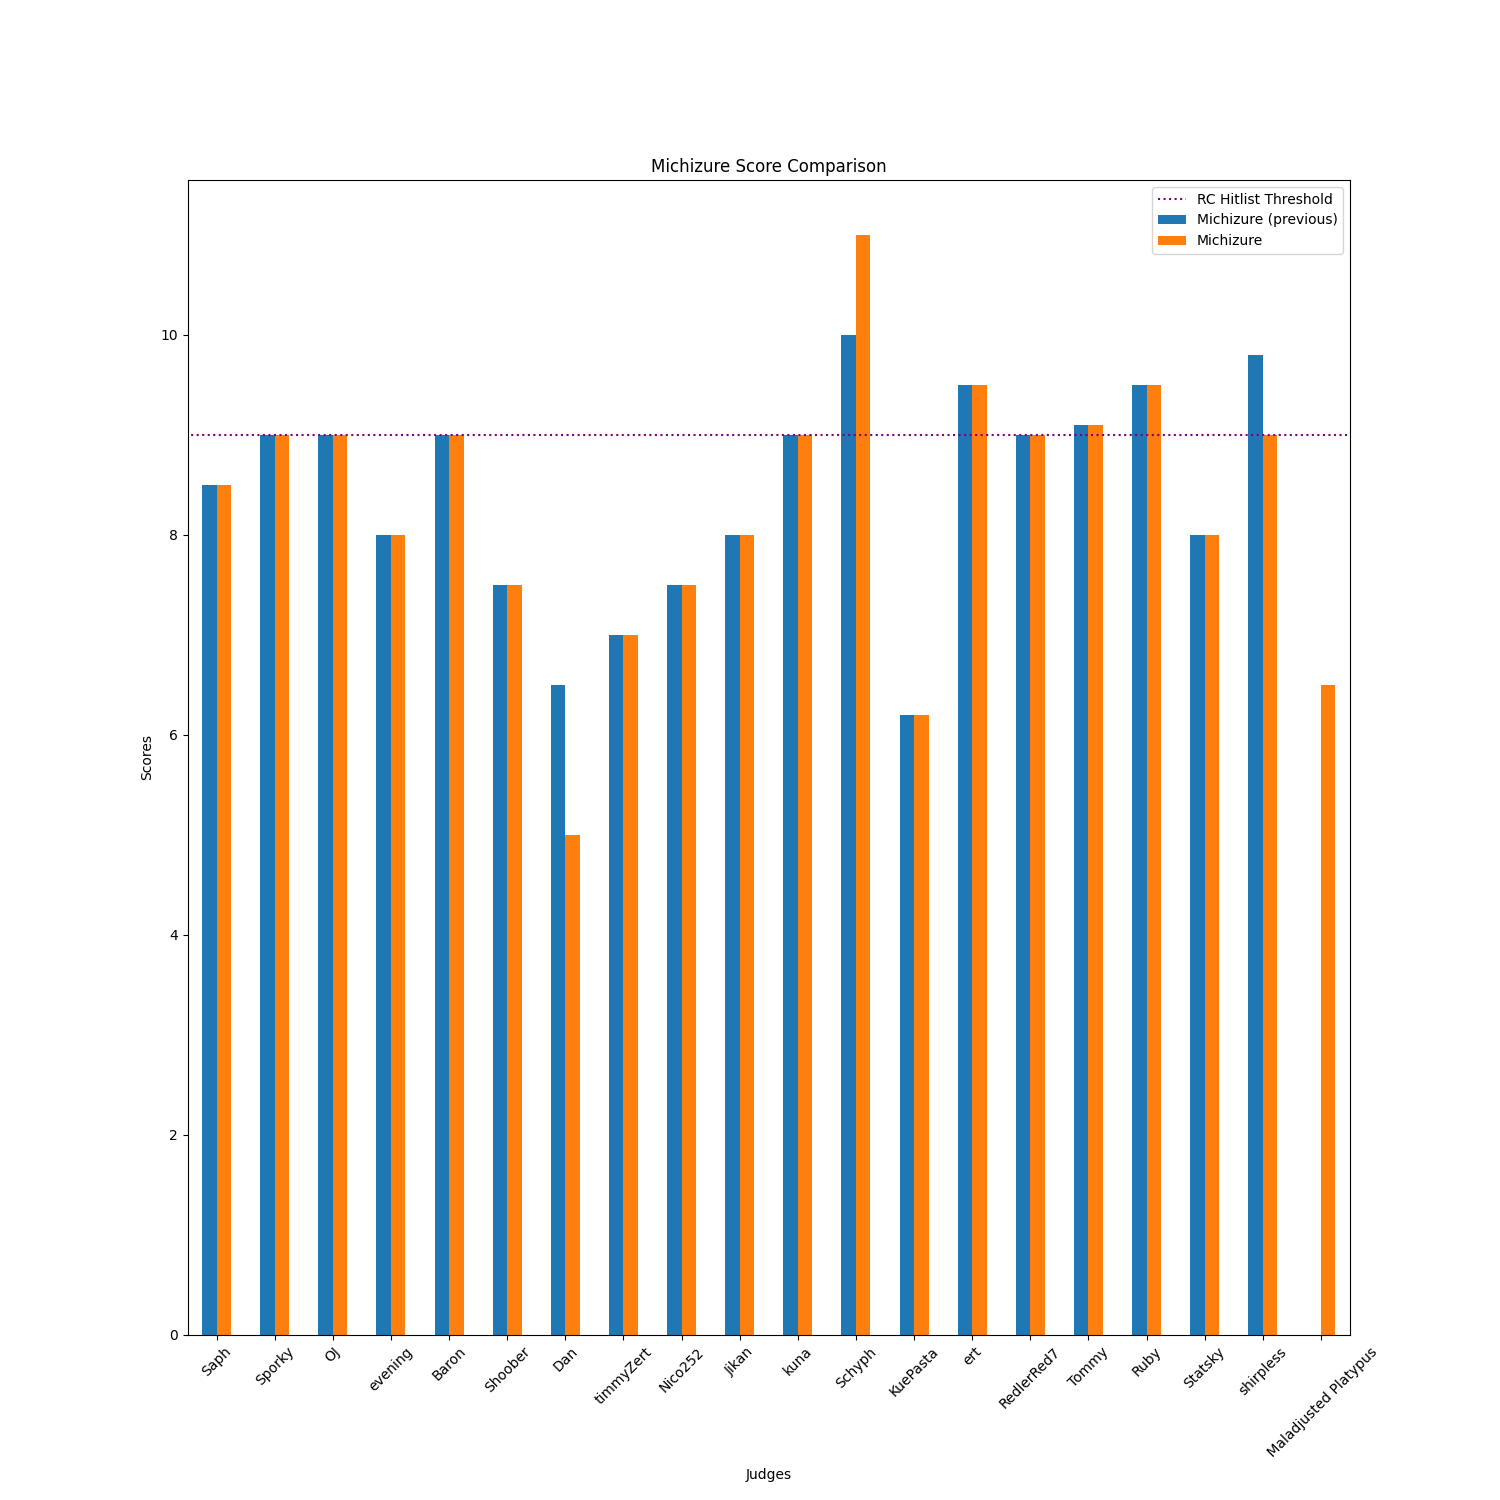 Michizure Score Comparison
RC Hitlist Threshold
Michizure (previous)
Michizure
10
8
6
4
2
0
Scores
Saph
Sporky
OJ
evening
Baron
Shoober
Dan
timmyZert
Nico252
Jikan
kuna
Schyph
KuePasta
ert
RedlerRed7
Tommy
Ruby
Statsky
shirpless
Maladjusted Platypus
Judges